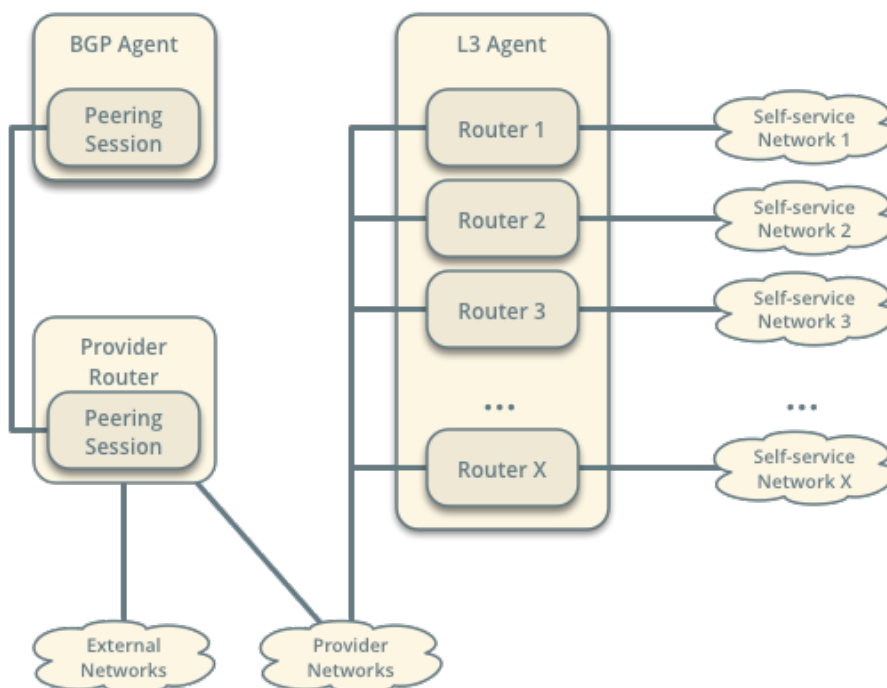 BGP Agent
Peering
Session
Provider
Router
Peering
Session
External
Networks
Provider
Networks
L3 Agent
Router 1
Router 2
Router 3
...
Router X
Self-service
Network 1
Self-service
Network 2
Self-service
Network 3
...
Self-service
Network X